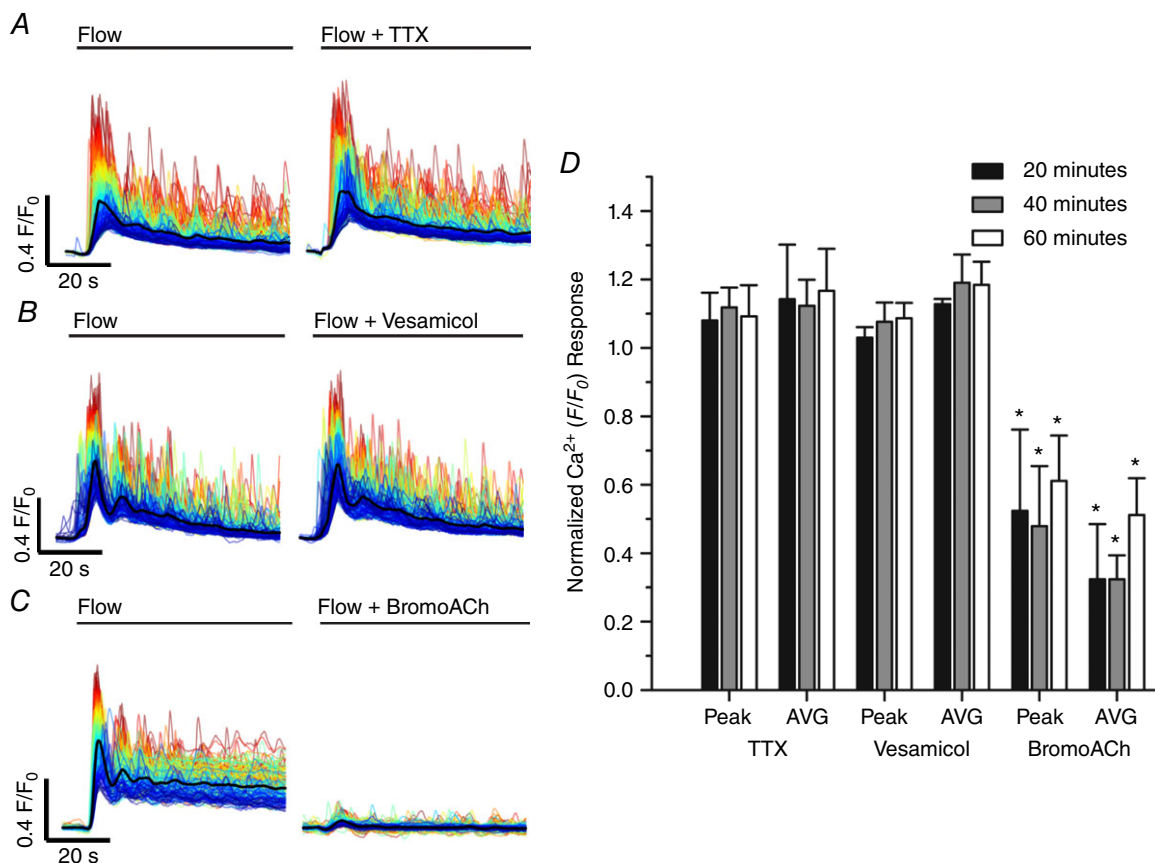 A
Flow
Flow + TTX
0.4 F/F0
20 s
B
Flow
Flow + Vesamicol
0.4 F/F0
20 s
C
Flow
Flow + BromoACh
0.4 F/F0
20 s
D
20 minutes
40 minutes
60 minutes
Normalized Ca2+ (F/F0) Response
1.4
1.2
1.0
0.8
0.6
0.4
0.2
0.0
* * * * * *
Peak AVG Peak AVG Peak AVG
TTX Vesamicol BromoACh